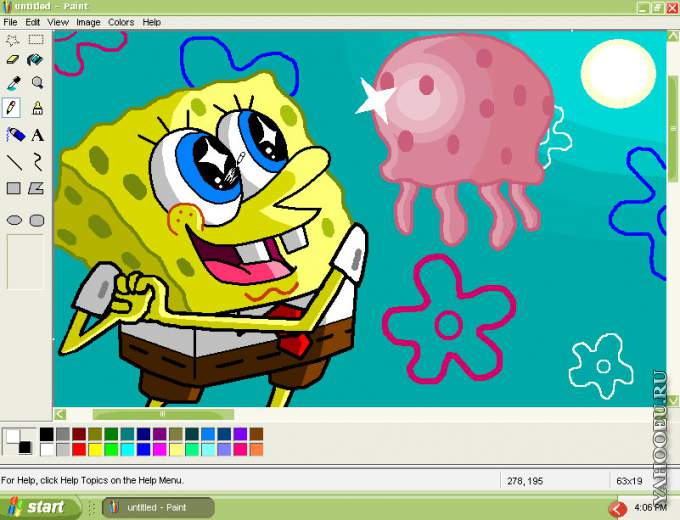 untitled - Paint
File Edit View Image Colors Help
A
For Help, click Help Topics on the Help Menu.
278, 195
63x19
start
untitled - Paint
4:06 PM
YAHOOEU.RU